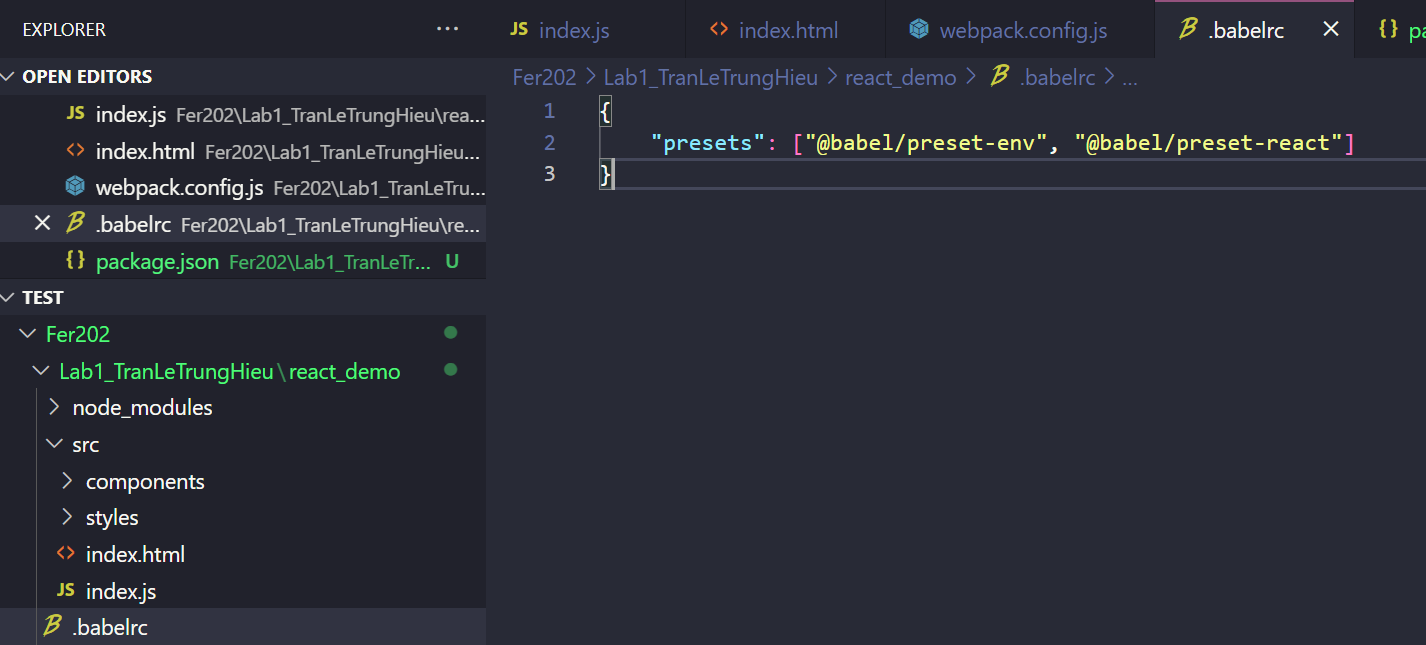 EXPLORER ...
JS index.js
<> index.html
webpack.config.js
.babelrc
{} pa
OPEN EDITORS
JS index.js Fer202\Lab1_TranLeTrungHieu\rea...
<> index.html Fer202\Lab1_TranLeTrungHieu...
webpack.config.js Fer202\Lab1_TranLeTru...
.babelrc Fer202\Lab1_TranLeTrungHieu\re...
{} package.json Fer202\Lab1_TranLeTr... U
TEST
Fer202
Lab1_TranLeTrungHieu\react_demo
node_modules
src
components
styles
<> index.html
JS index.js
.babelrc
Fer202 > Lab1_TranLeTrungHieu > react_demo > .babelrc > ...
1 {
2 "presets": ["@babel/preset-env", "@babel/preset-react"]
3 }